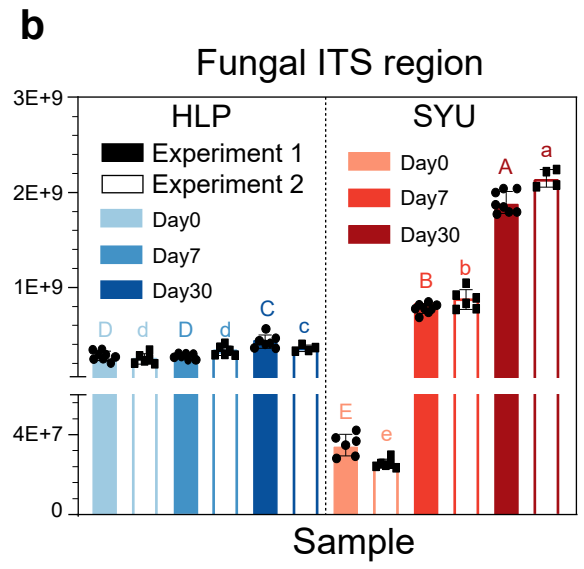 b
Fungal ITS region
3E+9
2E+9
1E+9
4E+7
0
HLP
Experiment 1
Experiment 2
Day0
Day7
Day30
SYU
Day0
Day7
Day30
D d D d C c
E e B b A a
Sample